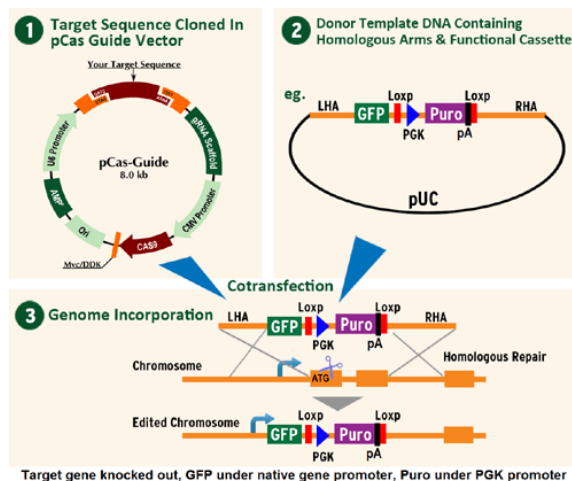 1 Target Sequence Cloned In
pCas Guide Vector
Your Target Sequence
U6 Promoter
gRNA Scaffold
pCas-Guide
8.0 kb
AMP
CMV Promoter
Ori
CAS9
Myc/DDK
2 Donor Template DNA Containing
Homologous Arms & Functional Cassette
eg.
Loxp Loxp
LHA GFP Puro RHA
PGK pA
pUC
Cotransfection
3 Genome Incorporation
Loxp Loxp
LHA GFP Puro RHA
PGK pA
Homologous Repair
Chromosome
ATG
Edited Chromosome
Loxp Loxp
GFP Puro
PGK pA
Target gene knocked out, GFP under native gene promoter, Puro under PGK promoter